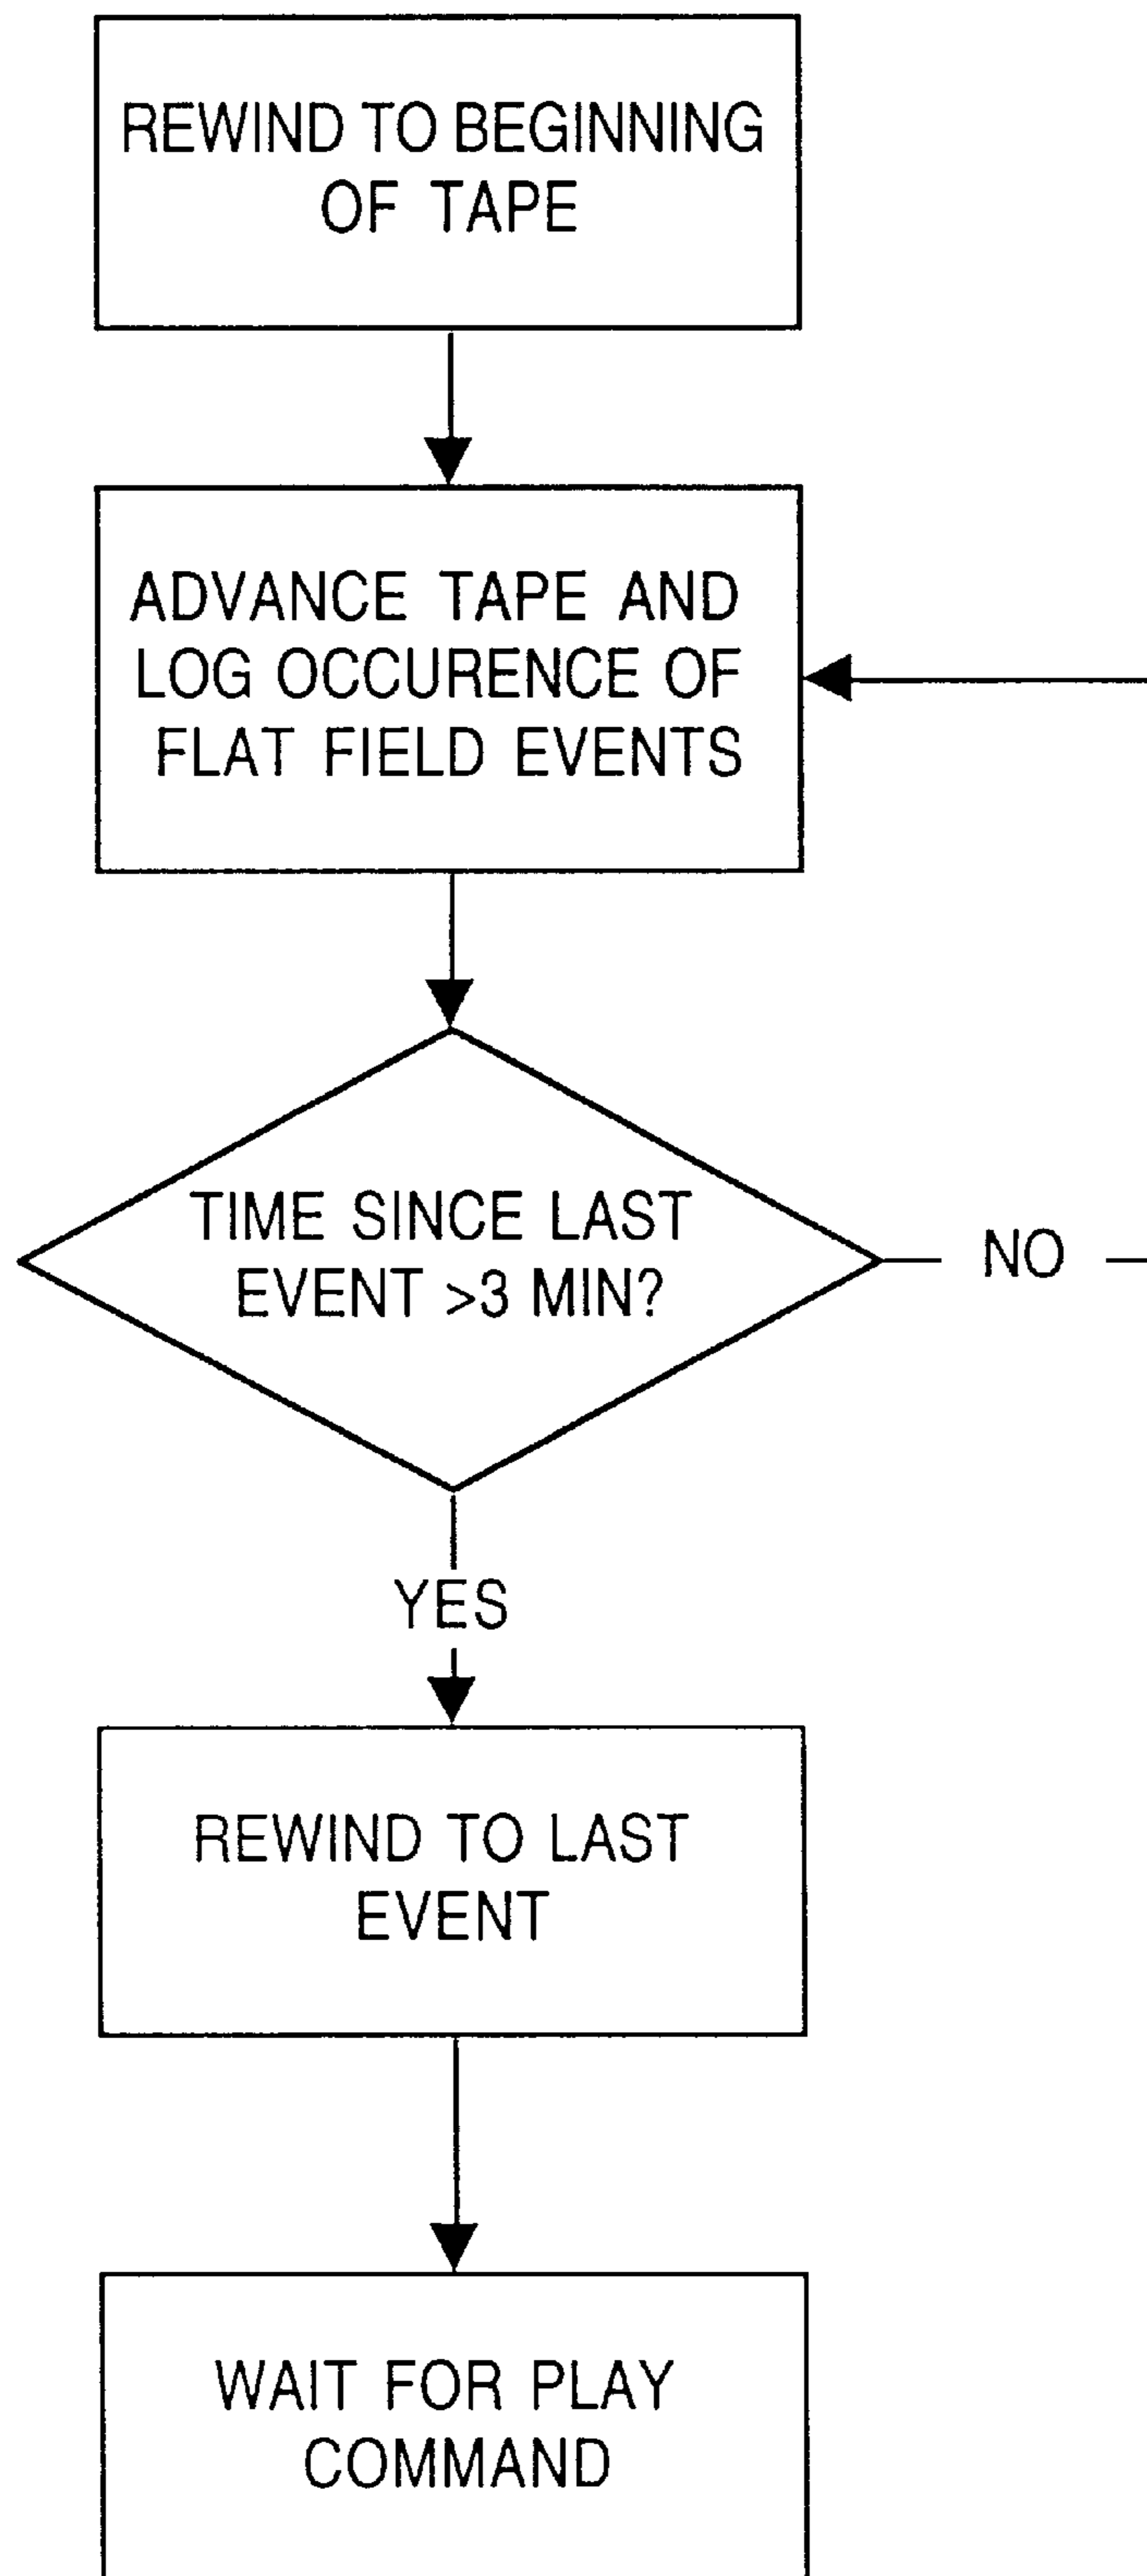 REWIND TO BEGINNING
OF TAPE
ADVANCE TAPE AND
LOG OCCURENCE OF
FLAT FIELD EVENTS
TIME SINCE LAST
EVENT >3 MIN?
NO
YES
REWIND TO LAST
EVENT
WAIT FOR PLAY
COMMAND